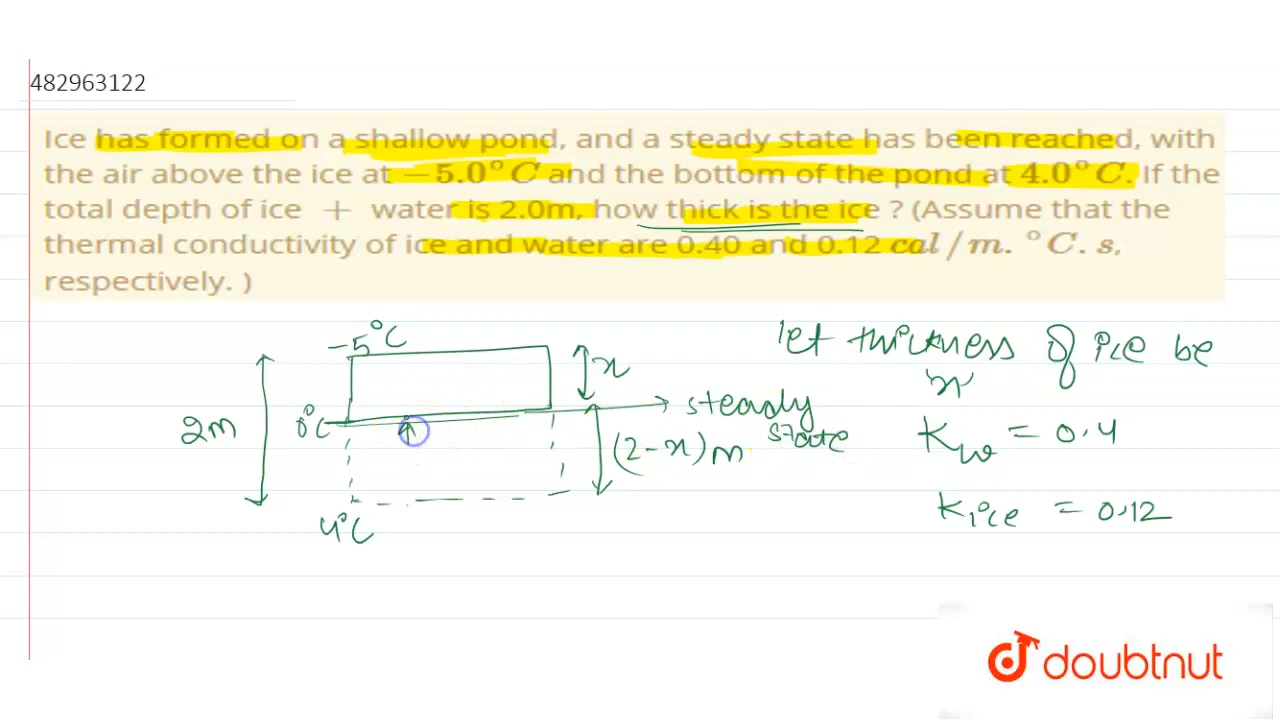 482963122
Ice has formed on a shallow pond, and a steady state has been reached, with
the air above the ice at −5.0°C and the bottom of the pond at 4.0°C. If the
total depth of ice + water is 2.0m, how thick is the ice ? (Assume that the
thermal conductivity of ice and water are 0.40 and 0.12 cal/m.°C.s,
respectively. )
-5°C
let thickness of ice be
'x'
x
2m
0°C
steady
state
(2-x)m
Kw = 0.4
4°C
Kice = 0.12
doubtnut